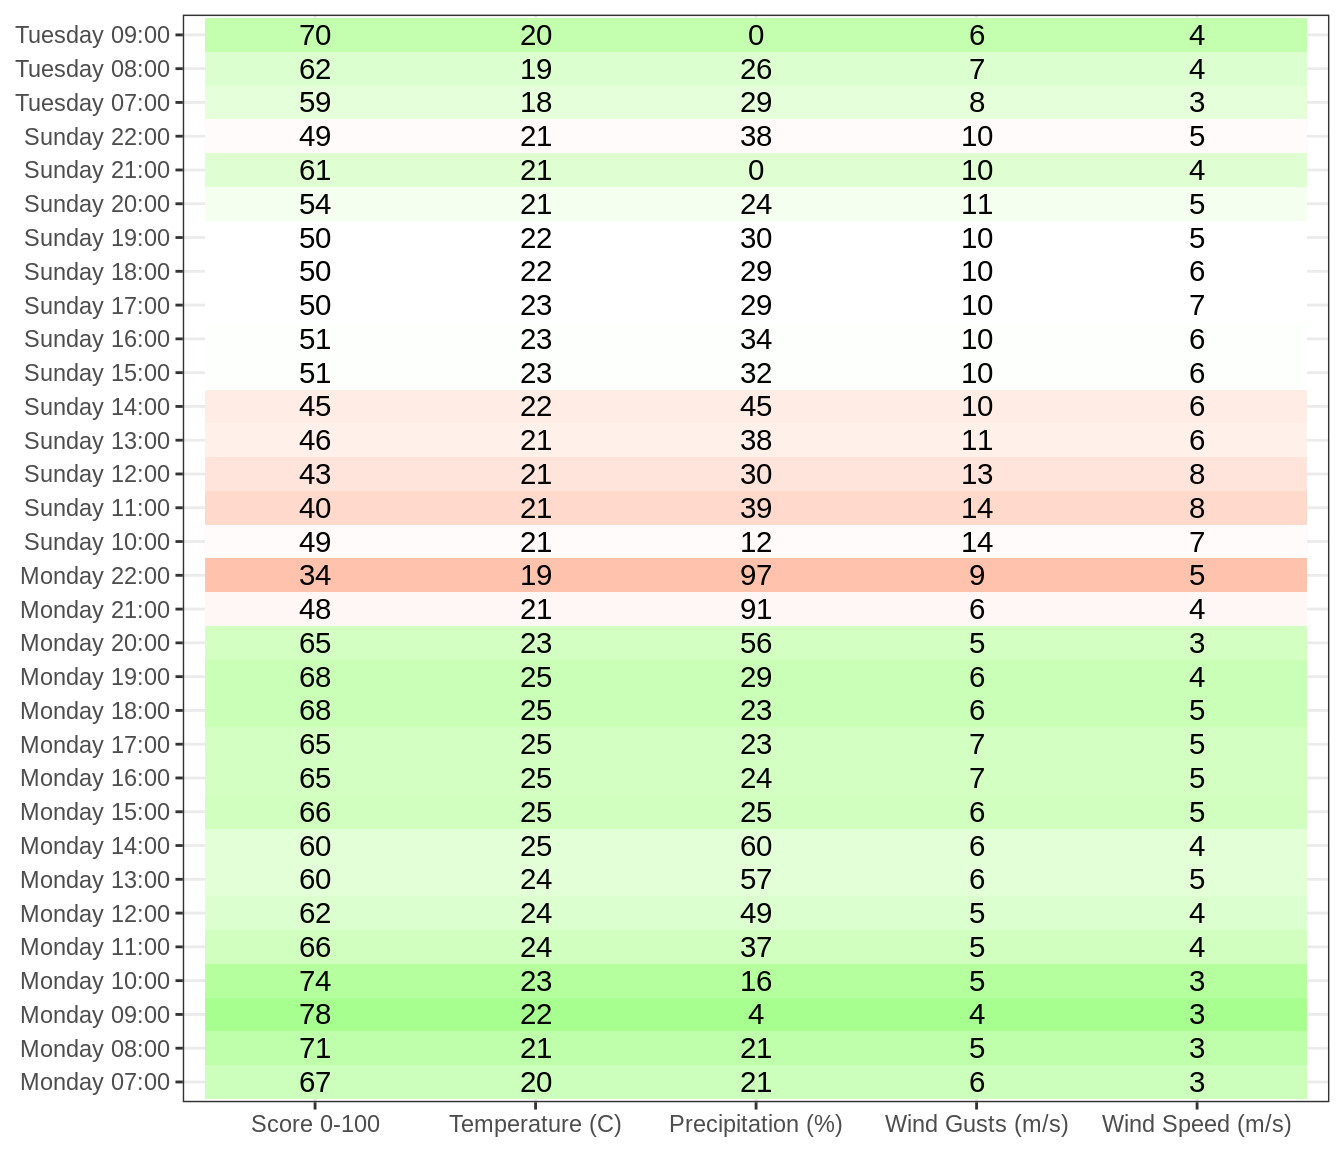 Tuesday 09:00 70 20 0 6 4
Tuesday 08:00 62 19 26 7 4
Tuesday 07:00 59 18 29 8 3
Sunday 22:00 49 21 38 10 5
Sunday 21:00 61 21 0 10 4
Sunday 20:00 54 21 24 11 5
Sunday 19:00 50 22 30 10 5
Sunday 18:00 50 22 29 10 6
Sunday 17:00 50 23 29 10 7
Sunday 16:00 51 23 34 10 6
Sunday 15:00 51 23 32 10 6
Sunday 14:00 45 22 45 10 6
Sunday 13:00 46 21 38 11 6
Sunday 12:00 43 21 30 13 8
Sunday 11:00 40 21 39 14 8
Sunday 10:00 49 21 12 14 7
Monday 22:00 34 19 97 9 5
Monday 21:00 48 21 91 6 4
Monday 20:00 65 23 56 5 3
Monday 19:00 68 25 29 6 4
Monday 18:00 68 25 23 6 5
Monday 17:00 65 25 23 7 5
Monday 16:00 65 25 24 7 5
Monday 15:00 66 25 25 6 5
Monday 14:00 60 25 60 6 4
Monday 13:00 60 24 57 6 5
Monday 12:00 62 24 49 5 4
Monday 11:00 66 24 37 5 4
Monday 10:00 74 23 16 5 3
Monday 09:00 78 22 4 4 3
Monday 08:00 71 21 21 5 3
Monday 07:00 67 20 21 6 3
Score 0-100 Temperature (C) Precipitation (%) Wind Gusts (m/s) Wind Speed (m/s)